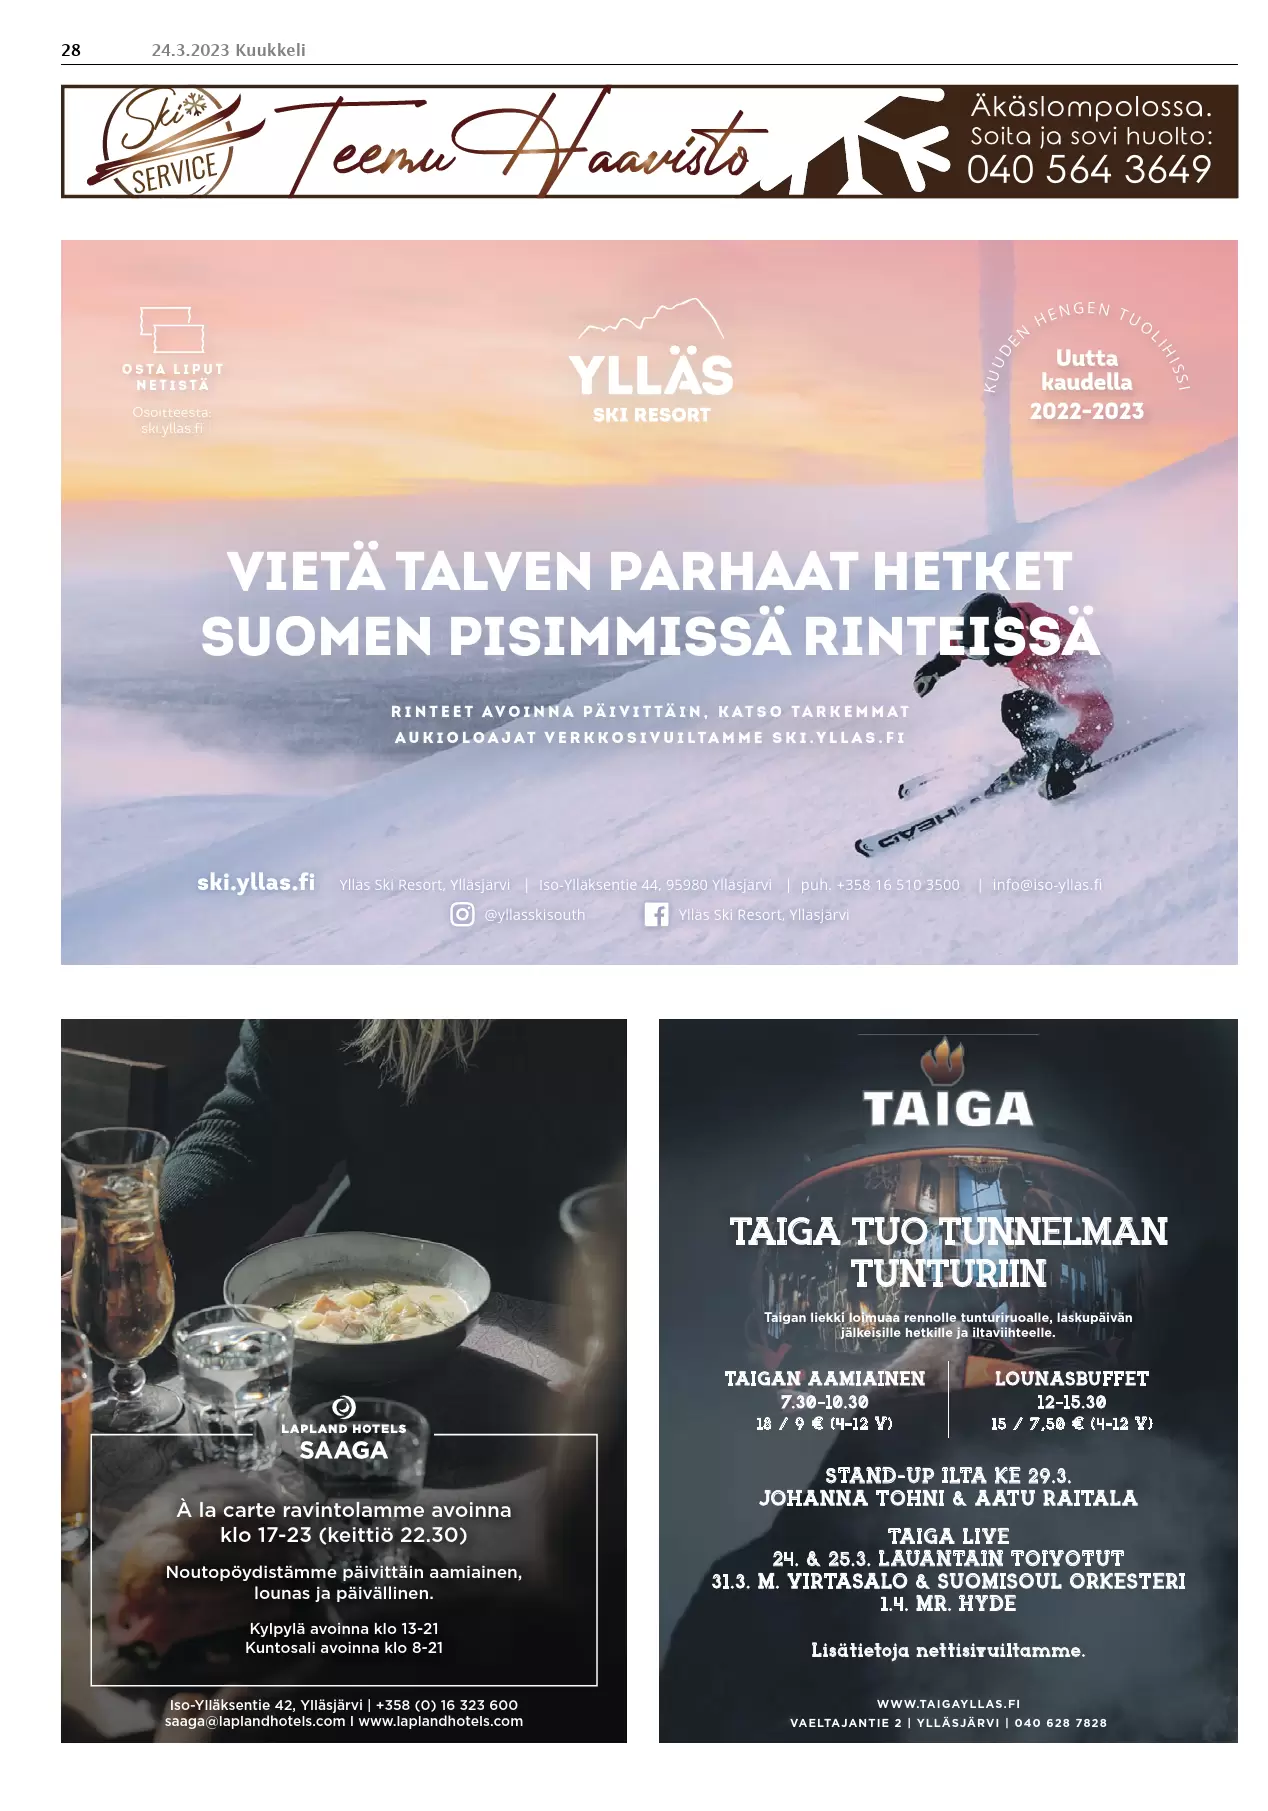 28 24.3.2023 Kuukkeli
Ski
SERVICE
Teemu Haavisto
Äkäslompolossa.
Soita ja sovi huolto:
040 564 3649
OSTA LIPUT
NETISTÄ
Osoitteesta:
ski.yllas.fi
YLLÄS
SKI RESORT
KUUDEN HENGEN TUOLIHISSI
Uutta
kaudella
2022-2023
VIETÄ TALVEN PARHAAT HETKET
SUOMEN PISIMMISSÄ RINTEISSÄ
RINTEET AVOINNA PÄIVITTÄIN, KATSO TARKEMMAT
AUKIOLOAJAT VERKKOSIVUILTAMME SKI.YLLAS.FI
HEAD
ski.yllas.fi Ylläs Ski Resort, Ylläsjärvi | Iso-Ylläksentie 44, 95980 Ylläsjärvi | puh. +358 16 510 3500 | info@iso-yllas.fi
@yllasskisouth Ylläs Ski Resort, Ylläsjärvi
LAPLAND HOTELS
SAAGA
À la carte ravintolamme avoinna
klo 17-23 (keittiö 22.30)
Noutopöydistämme päivittäin aamiainen,
lounas ja päivällinen.
Kylpylä avoinna klo 13-21
Kuntosali avoinna klo 8-21
Iso-Ylläksentie 42, Ylläsjärvi | +358 (0) 16 323 600
saaga@laplandhotels.com I www.laplandhotels.com
TAIGA
TAIGA TUO TUNNELMAN
TUNTURIIN
Taigan liekki loimuaa rennolle tunturiruoalle, laskupäivän
jälkeisille hetkille ja iltaviihteelle.
TAIGAN AAMIAINEN
7.30–10.30
18 / 9 € (4-12 V)
LOUNASBUFFET
12–15.30
15 / 7,50 € (4-12 V)
STAND-UP ILTA KE 29.3.
JOHANNA TOHNI & AATU RAITALA
TAIGA LIVE
24. & 25.3. LAUANTAIN TOIVOTUT
31.3. M. VIRTASALO & SUOMISOUL ORKESTERI
1.4. MR. HYDE
Lisätietoja nettisivuiltamme.
WWW.TAIGAYLLAS.FI
VAELTAJANTIE 2 | YLLÄSJÄRVI | 040 628 7828